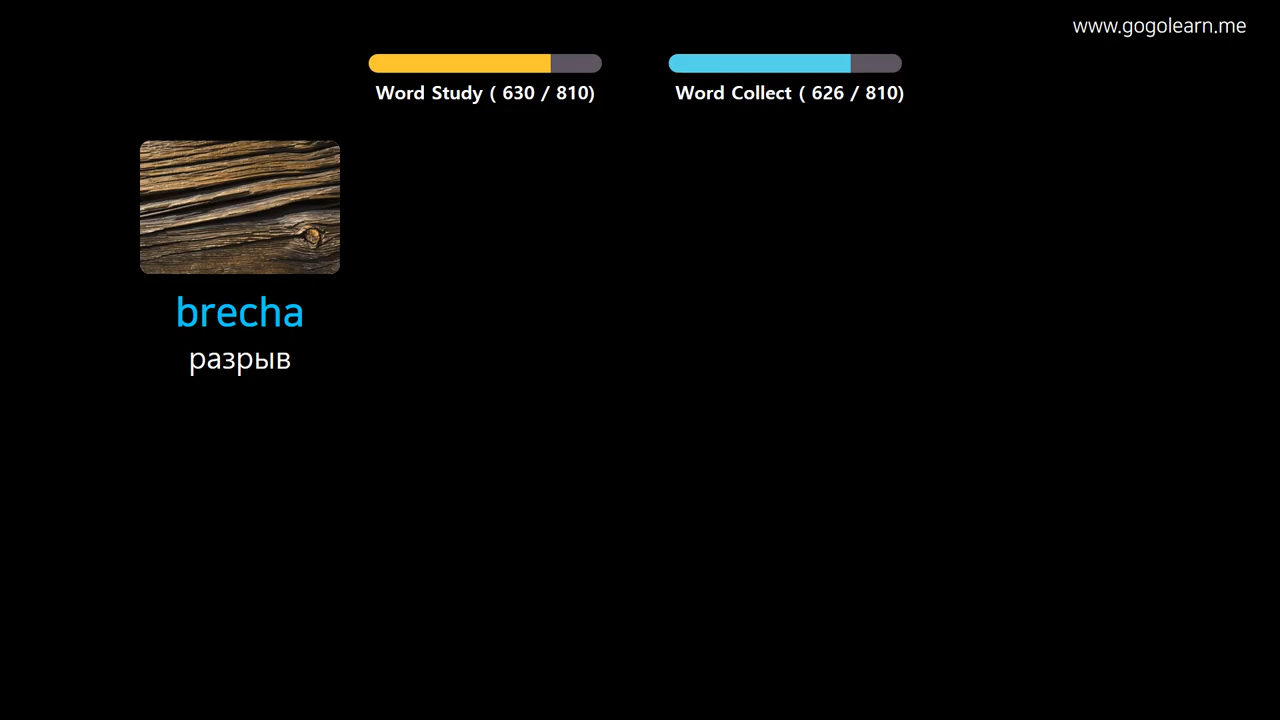 www.gogolearn.me
Word Study ( 630 / 810)
Word Collect ( 626 / 810)
brecha
разрыв